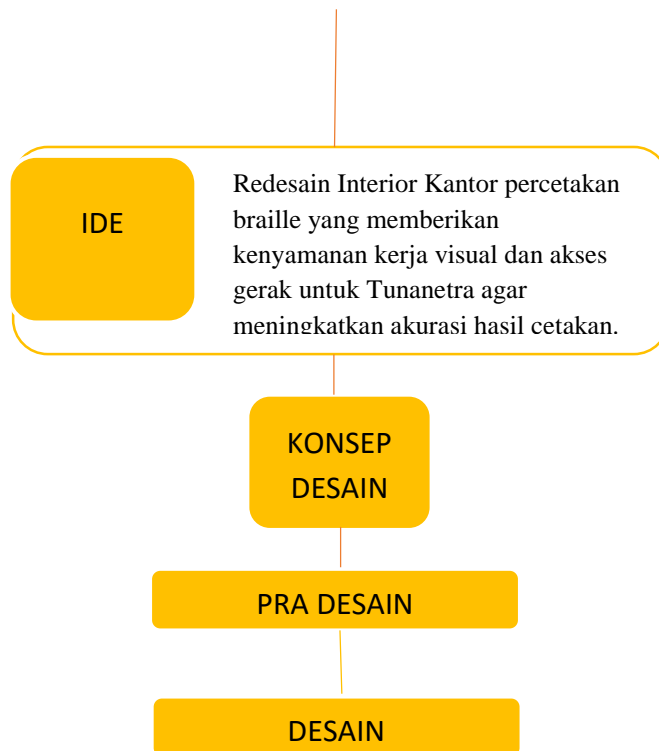 IDE
Redesain Interior Kantor percetakan
braille yang memberikan
kenyamanan kerja visual dan akses
gerak untuk Tunanetra agar
meningkatkan akurasi hasil cetakan.
KONSEP
DESAIN
PRA DESAIN
DESAIN